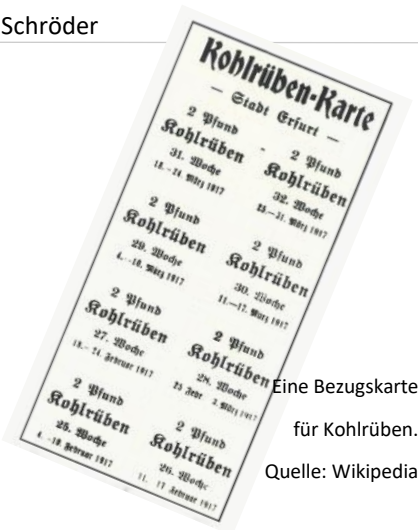 Schröder
Kohlrüben-Karte
— Stadt Erfurt —
2 Pfund
Kohlrüben
31. Woche
18.-24. März 1917
2 Pfund
Kohlrüben
32. Woche
25.-31. März 1917
2 Pfund
Kohlrüben
29. Woche
4.-10. März 1917
2 Pfund
Kohlrüben
30. Woche
11.-17. März 1917
2 Pfund
Kohlrüben
27. Woche
18.- 24. Februar 1917
2 Pfund
Kohlrüben
28. Woche
25 Febr 3. März 1917
2 Pfund
Kohlrüben
25. Woche
4. -10. Februar 1917
2 Pfund
Kohlrüben
26. Woche
11. 17. Februar 1917
Eine Bezugskarte
für Kohlrüben.
Quelle: Wikipedia